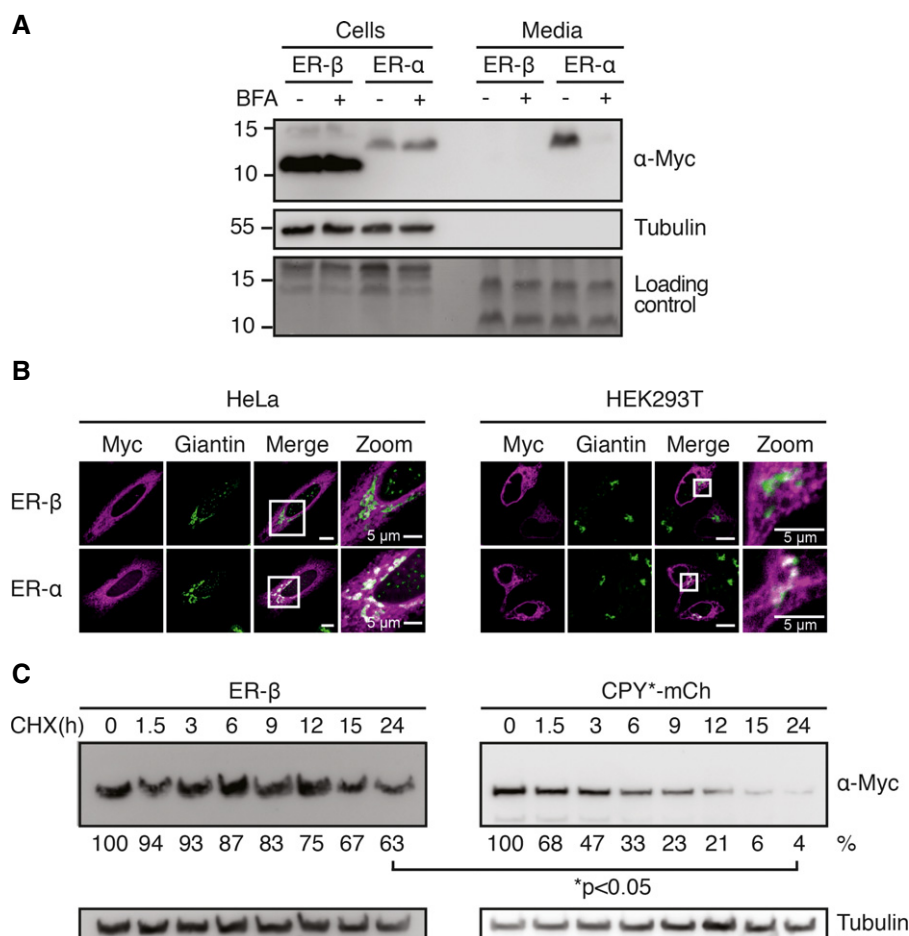 A
Cells Media
ER-β ER-α ER-β ER-α
BFA - + - + - + - +
15
10
α-Myc
55
Tubulin
15
10
Loading
control
B
HeLa HEK293T
Myc Giantin Merge Zoom Myc Giantin Merge Zoom
ER-β
5 µm
5 µm
ER-α
5 µm
5 µm
C
ER-β CPY*-mCh
CHX(h) 0 1.5 3 6 9 12 15 24 0 1.5 3 6 9 12 15 24
α-Myc
100 94 93 87 83 75 67 63 100 68 47 33 23 21 6 4 %
*p<0.05
Tubulin